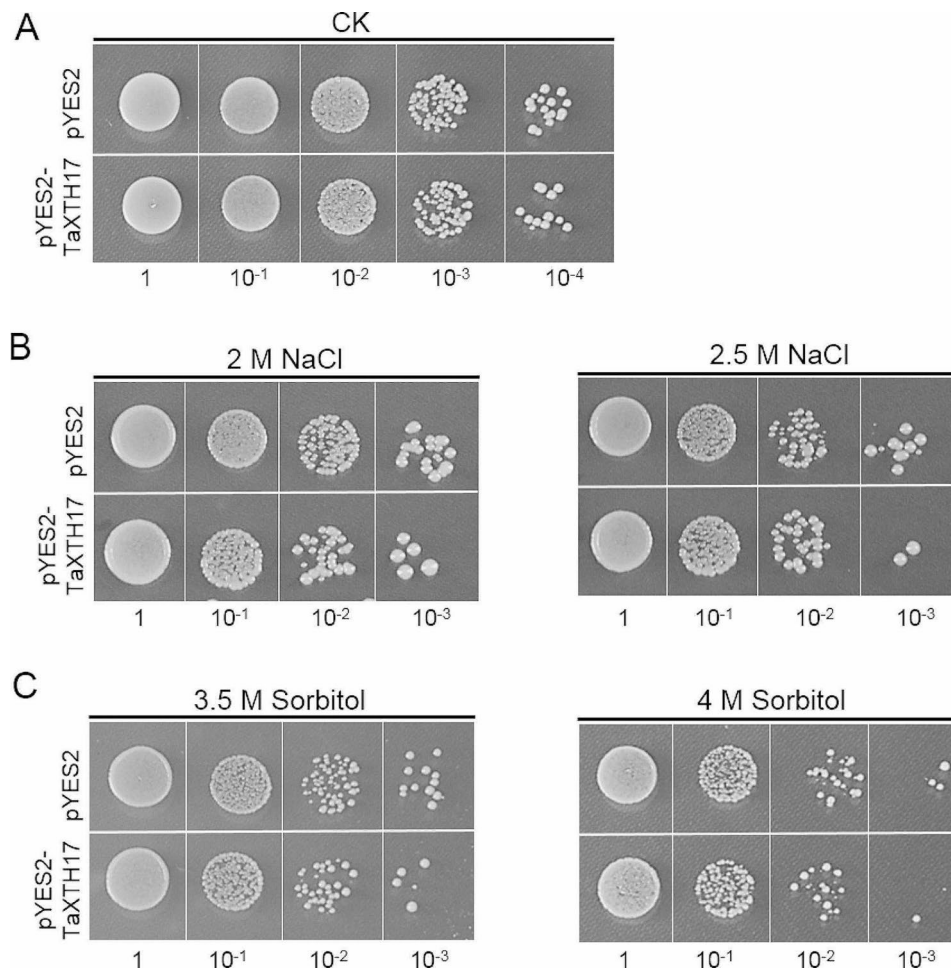 A
CK
pYES2
pYES2-
TaXTH17
1 10⁻¹ 10⁻² 10⁻³ 10⁻⁴
B
2 M NaCl
pYES2
pYES2-
TaXTH17
1 10⁻¹ 10⁻² 10⁻³
2.5 M NaCl
1 10⁻¹ 10⁻² 10⁻³
C
3.5 M Sorbitol
pYES2
pYES2-
TaXTH17
1 10⁻¹ 10⁻² 10⁻³
4 M Sorbitol
1 10⁻¹ 10⁻² 10⁻³